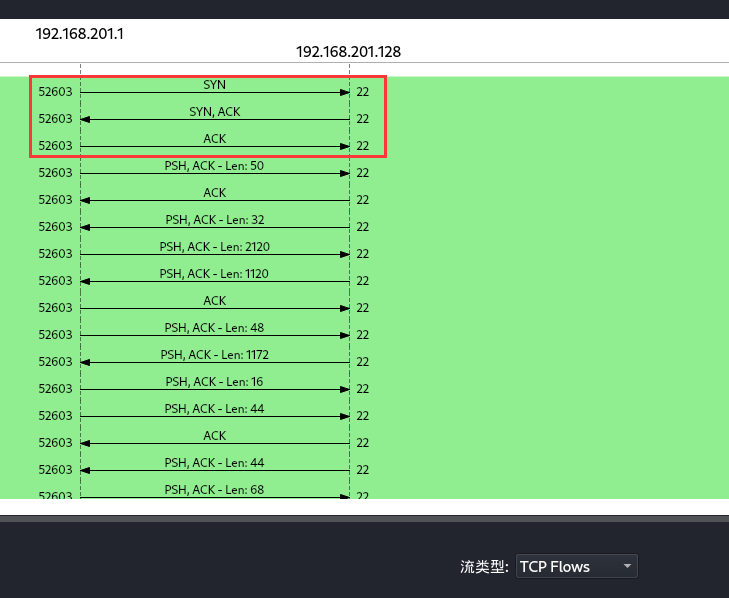 192.168.201.1
192.168.201.128
SYN
52603 22
SYN, ACK
52603 22
ACK
52603 22
PSH, ACK - Len: 50
52603 22
ACK
52603 22
PSH, ACK - Len: 32
52603 22
PSH, ACK - Len: 2120
52603 22
PSH, ACK - Len: 1120
52603 22
ACK
52603 22
PSH, ACK - Len: 48
52603 22
PSH, ACK - Len: 1172
52603 22
PSH, ACK - Len: 16
52603 22
PSH, ACK - Len: 44
52603 22
ACK
52603 22
PSH, ACK - Len: 44
52603 22
PSH, ACK - Len: 68
52603 22
流类型: TCP Flows